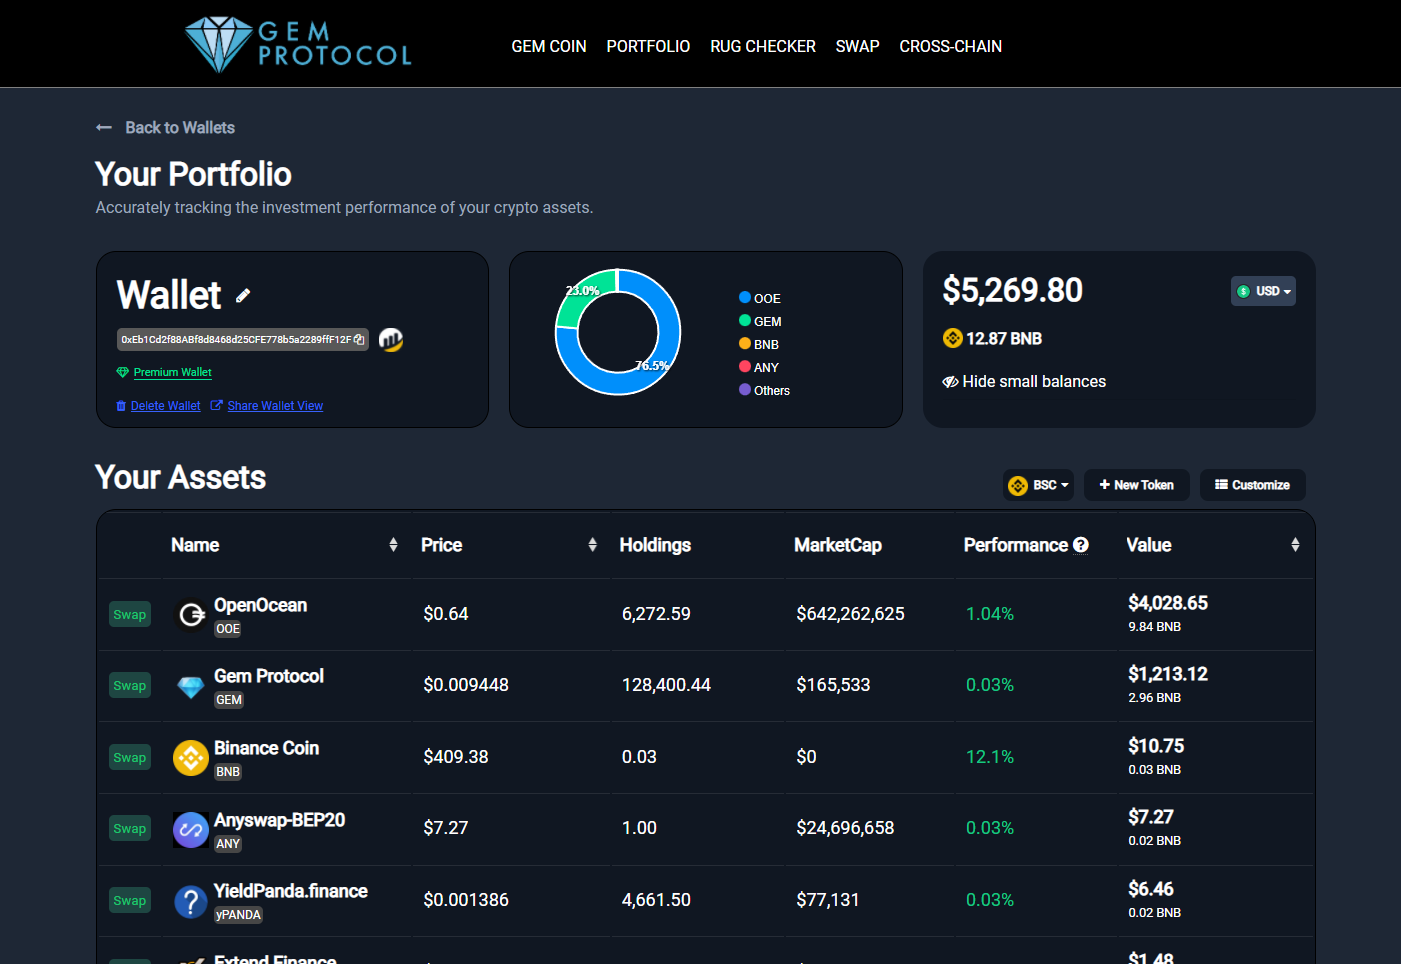 GEM
PROTOCOL
GEM COIN PORTFOLIO RUG CHECKER SWAP CROSS-CHAIN
Back to Wallets
Your Portfolio
Accurately tracking the investment performance of your crypto assets.
Wallet
0xEb1Cd2f88ABf8d8468d25CFE778b5a2289ffF12F
Premium Wallet
Delete Wallet Share Wallet View
23.0%
76.5%
OOE
GEM
BNB
ANY
Others
$5,269.80
$ USD
12.87 BNB
Hide small balances
Your Assets
BSC + New Token Customize
Name Price Holdings MarketCap Performance ? Value
Swap OpenOcean OOE $0.64 6,272.59 $642,262,625 1.04% $4,028.65
9.84 BNB
Swap Gem Protocol GEM $0.009448 128,400.44 $165,533 0.03% $1,213.12
2.96 BNB
Swap Binance Coin BNB $409.38 0.03 $0 12.1% $10.75
0.03 BNB
Swap Anyswap-BEP20 ANY $7.27 1.00 $24,696,658 0.03% $7.27
0.02 BNB
Swap ? YieldPanda.finance yPANDA $0.001386 4,661.50 $77,131 0.03% $6.46
0.02 BNB
Extend Finance $1.48